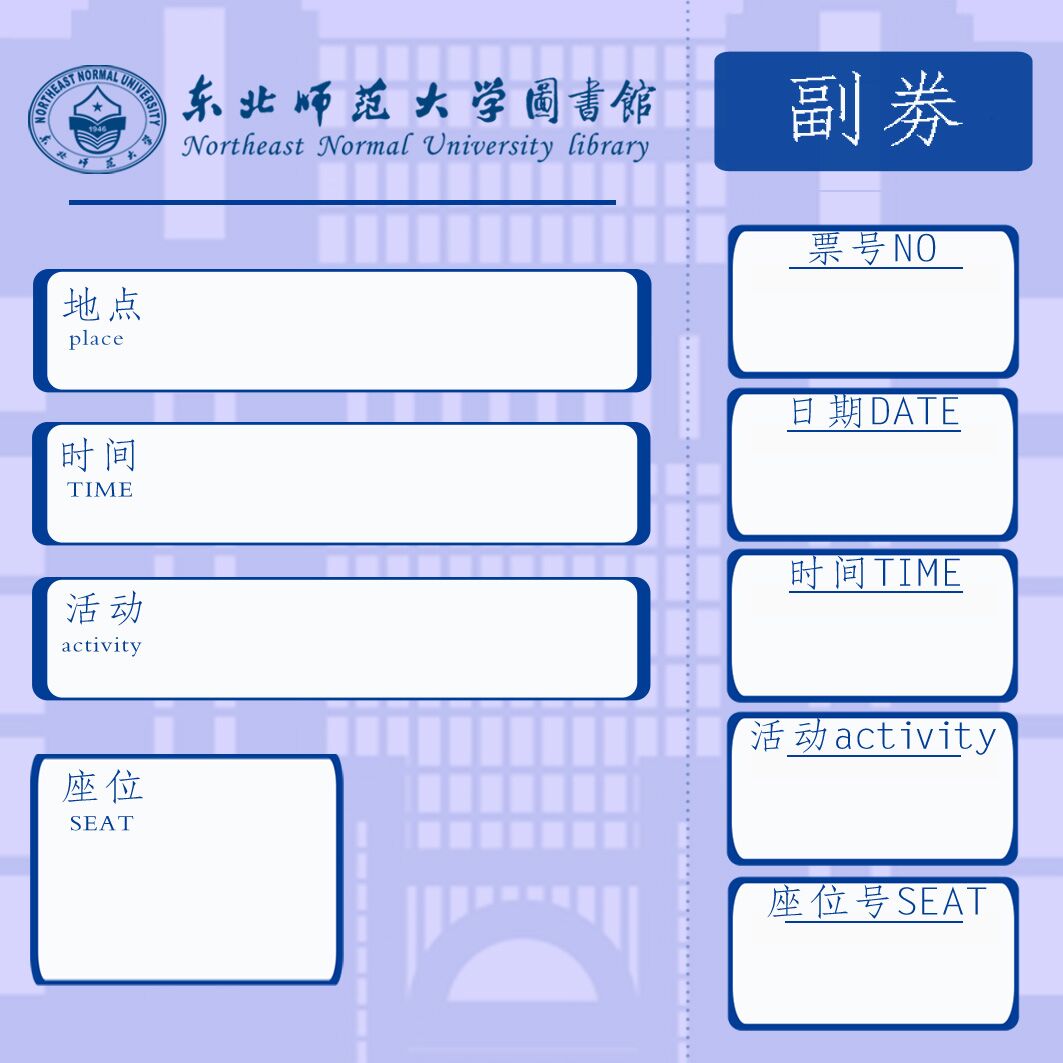 NORTHEAST NORMAL UNIVERSITY
1946
东北师范大学
东北师范大学圖書館
Northeast Normal University library
地点
place
时间
TIME
活动
activity
座位
SEAT
副券
票号NO
日期DATE
时间TIME
活动activity
座位号SEAT